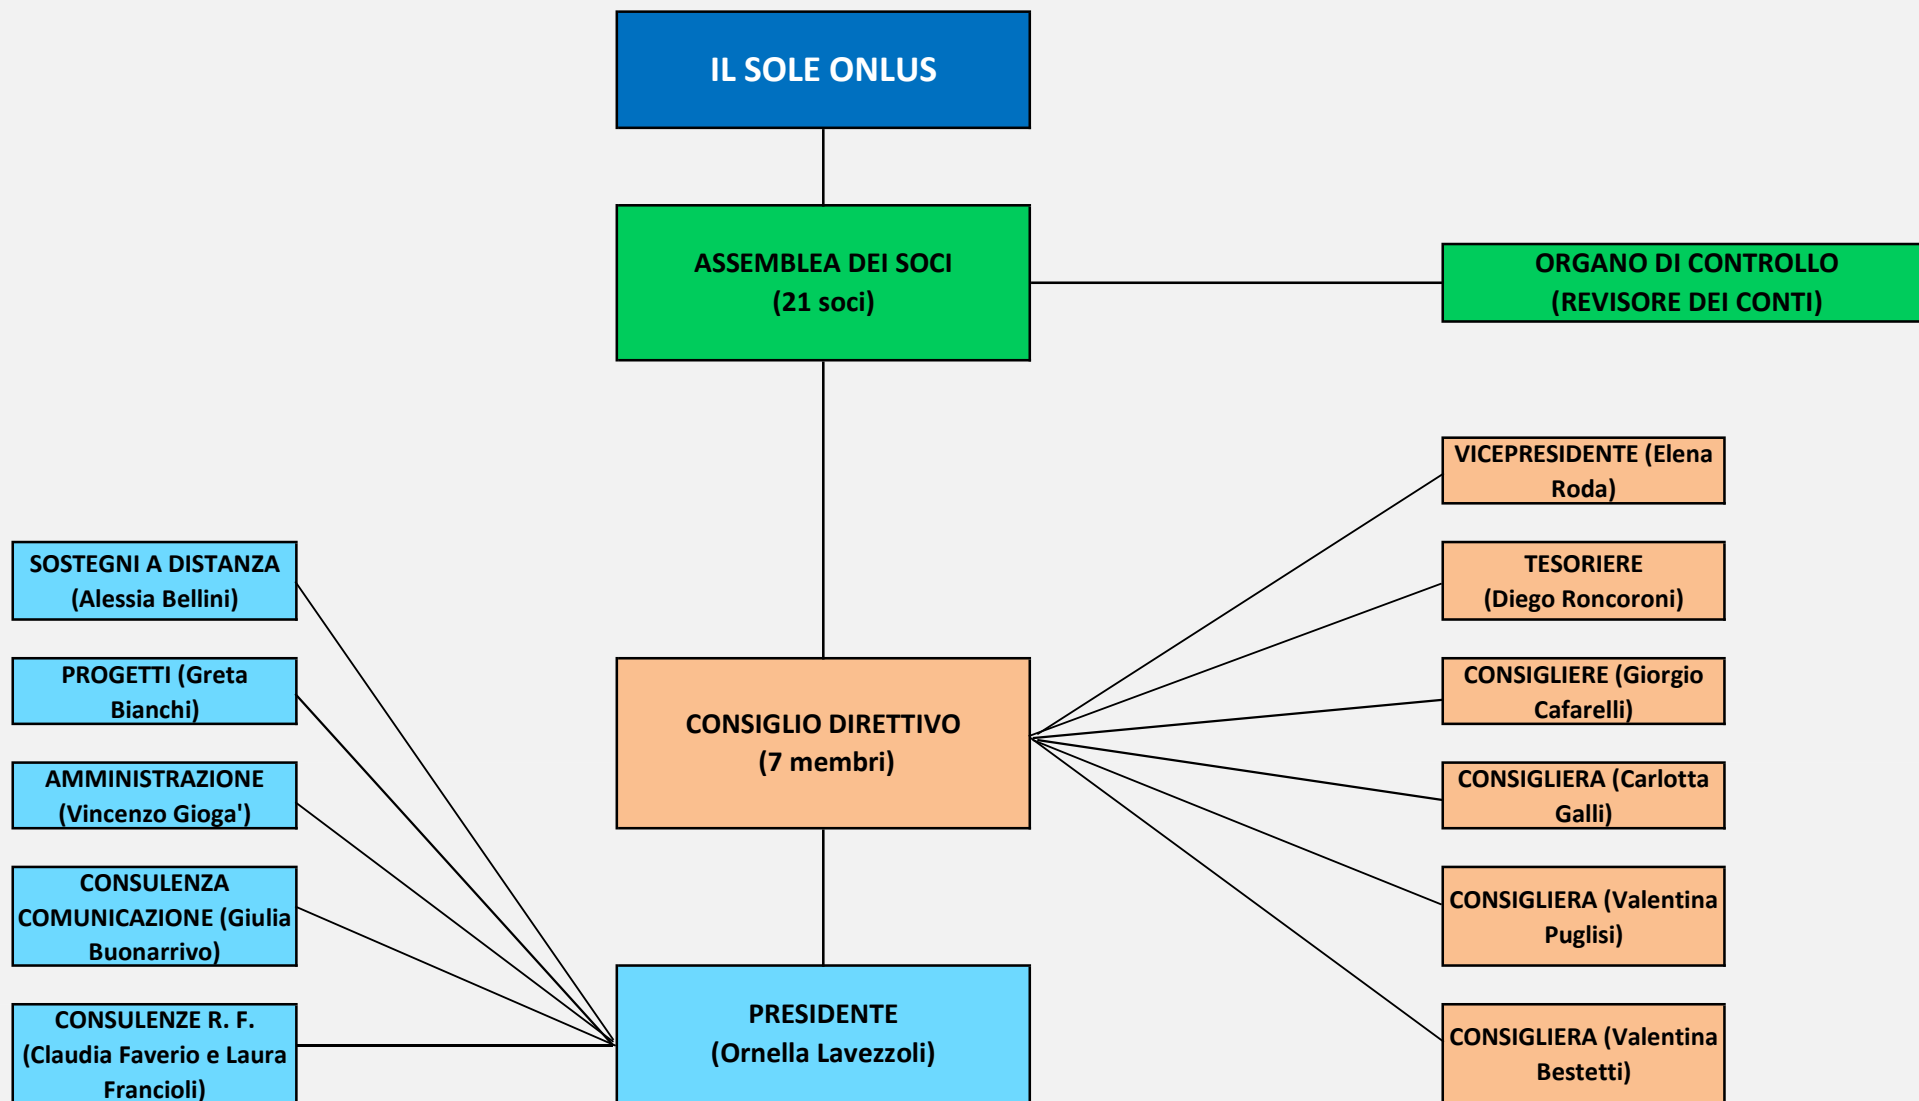 IL SOLE ONLUS
ASSEMBLEA DEI SOCI
(21 soci)
ORGANO DI CONTROLLO
(REVISORE DEI CONTI)
VICEPRESIDENTE (Elena
Roda)
SOSTEGNI A DISTANZA
(Alessia Bellini)
TESORIERE
(Diego Roncoroni)
PROGETTI (Greta
Bianchi)
CONSIGLIO DIRETTIVO
(7 membri)
CONSIGLIERE (Giorgio
Cafarelli)
AMMINISTRAZIONE
(Vincenzo Gioga')
CONSIGLIERA (Carlotta
Galli)
CONSULENZA
COMUNICAZIONE (Giulia
Buonarrivo)
CONSIGLIERA (Valentina
Puglisi)
CONSULENZE R. F.
(Claudia Faverio e Laura
Francioli)
PRESIDENTE
(Ornella Lavezzoli)
CONSIGLIERA (Valentina
Bestetti)